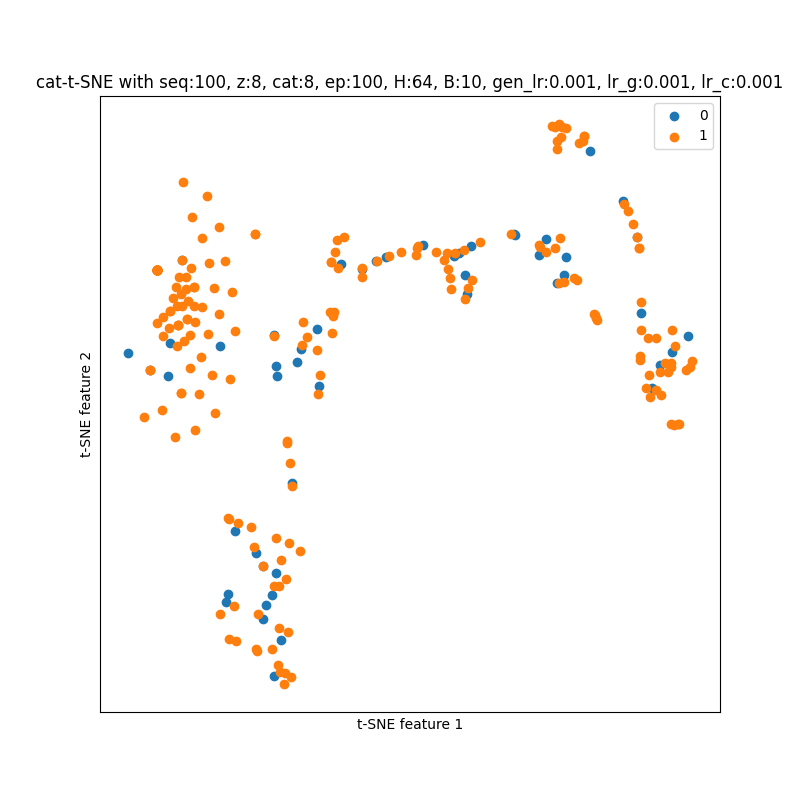 cat-t-SNE with seq:100, z:8, cat:8, ep:100, H:64, B:10, gen_lr:0.001, lr_g:0.001, lr_c:0.001
0
1
t-SNE feature 2
t-SNE feature 1